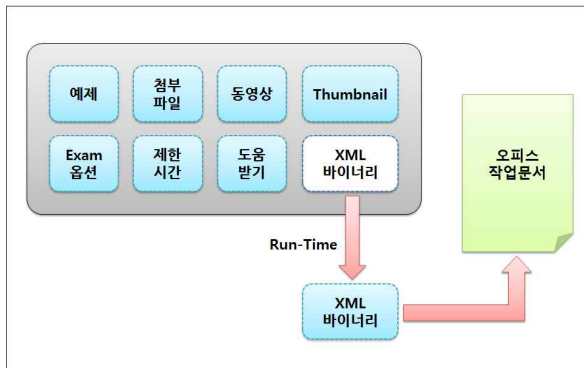 예제
첨부
파일
동영상
Thumbnail
Exam
옵션
제한
시간
도움
받기
XML
바이너리
오피스
작업문서
Run-Time
XML
바이너리